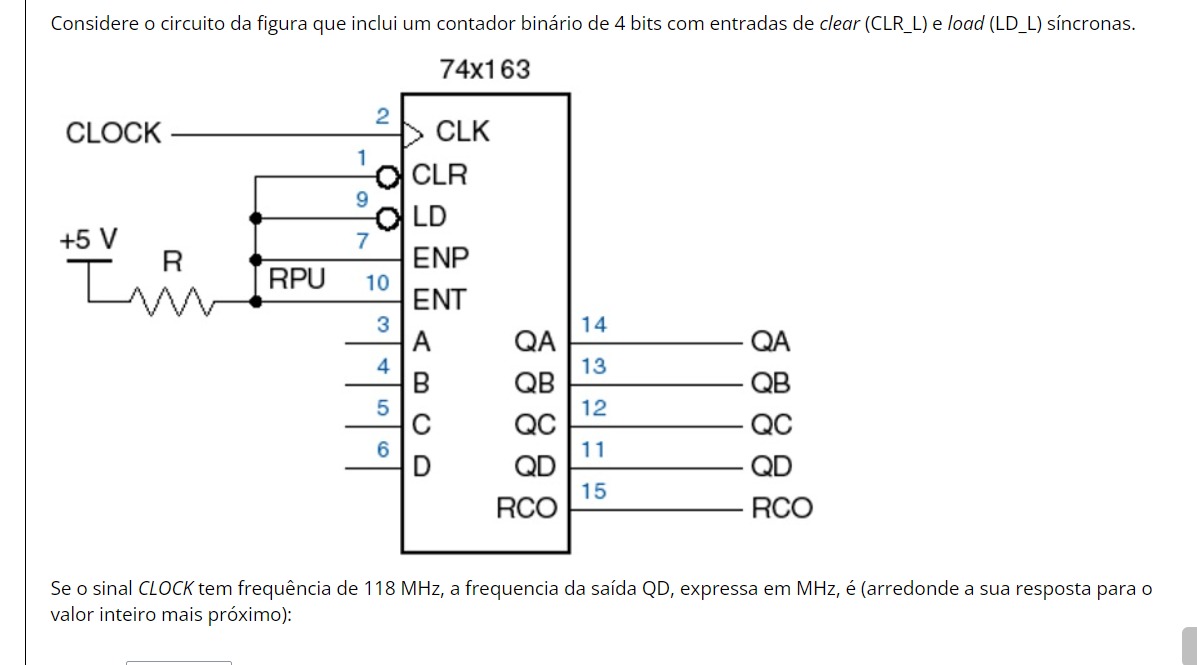 Considere o circuito da figura que inclui um contador binário de 4 bits com entradas de clear (CLR_L) e load (LD_L) síncronas.
74x163
CLOCK 2 CLK
1 CLR
9 LD
+5 V 7 ENP
R RPU 10 ENT
3 A QA 14 QA
4 B QB 13 QB
5 C QC 12 QC
6 D QD 11 QD
RCO 15 RCO
Se o sinal CLOCK tem frequência de 118 MHz, a frequencia da saída QD, expressa em MHz, é (arredonde a sua resposta para o
valor inteiro mais próximo):